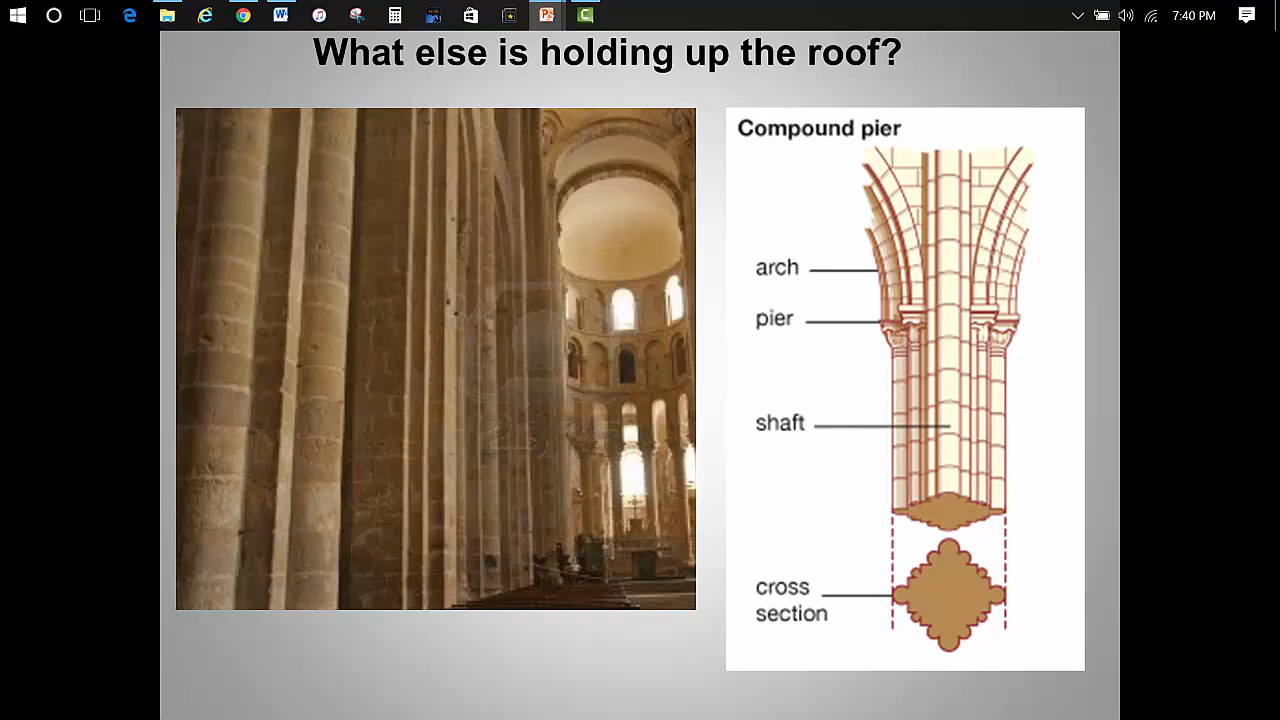 7:40 PM
What else is holding up the roof?
Compound pier
arch
pier
shaft
cross
section